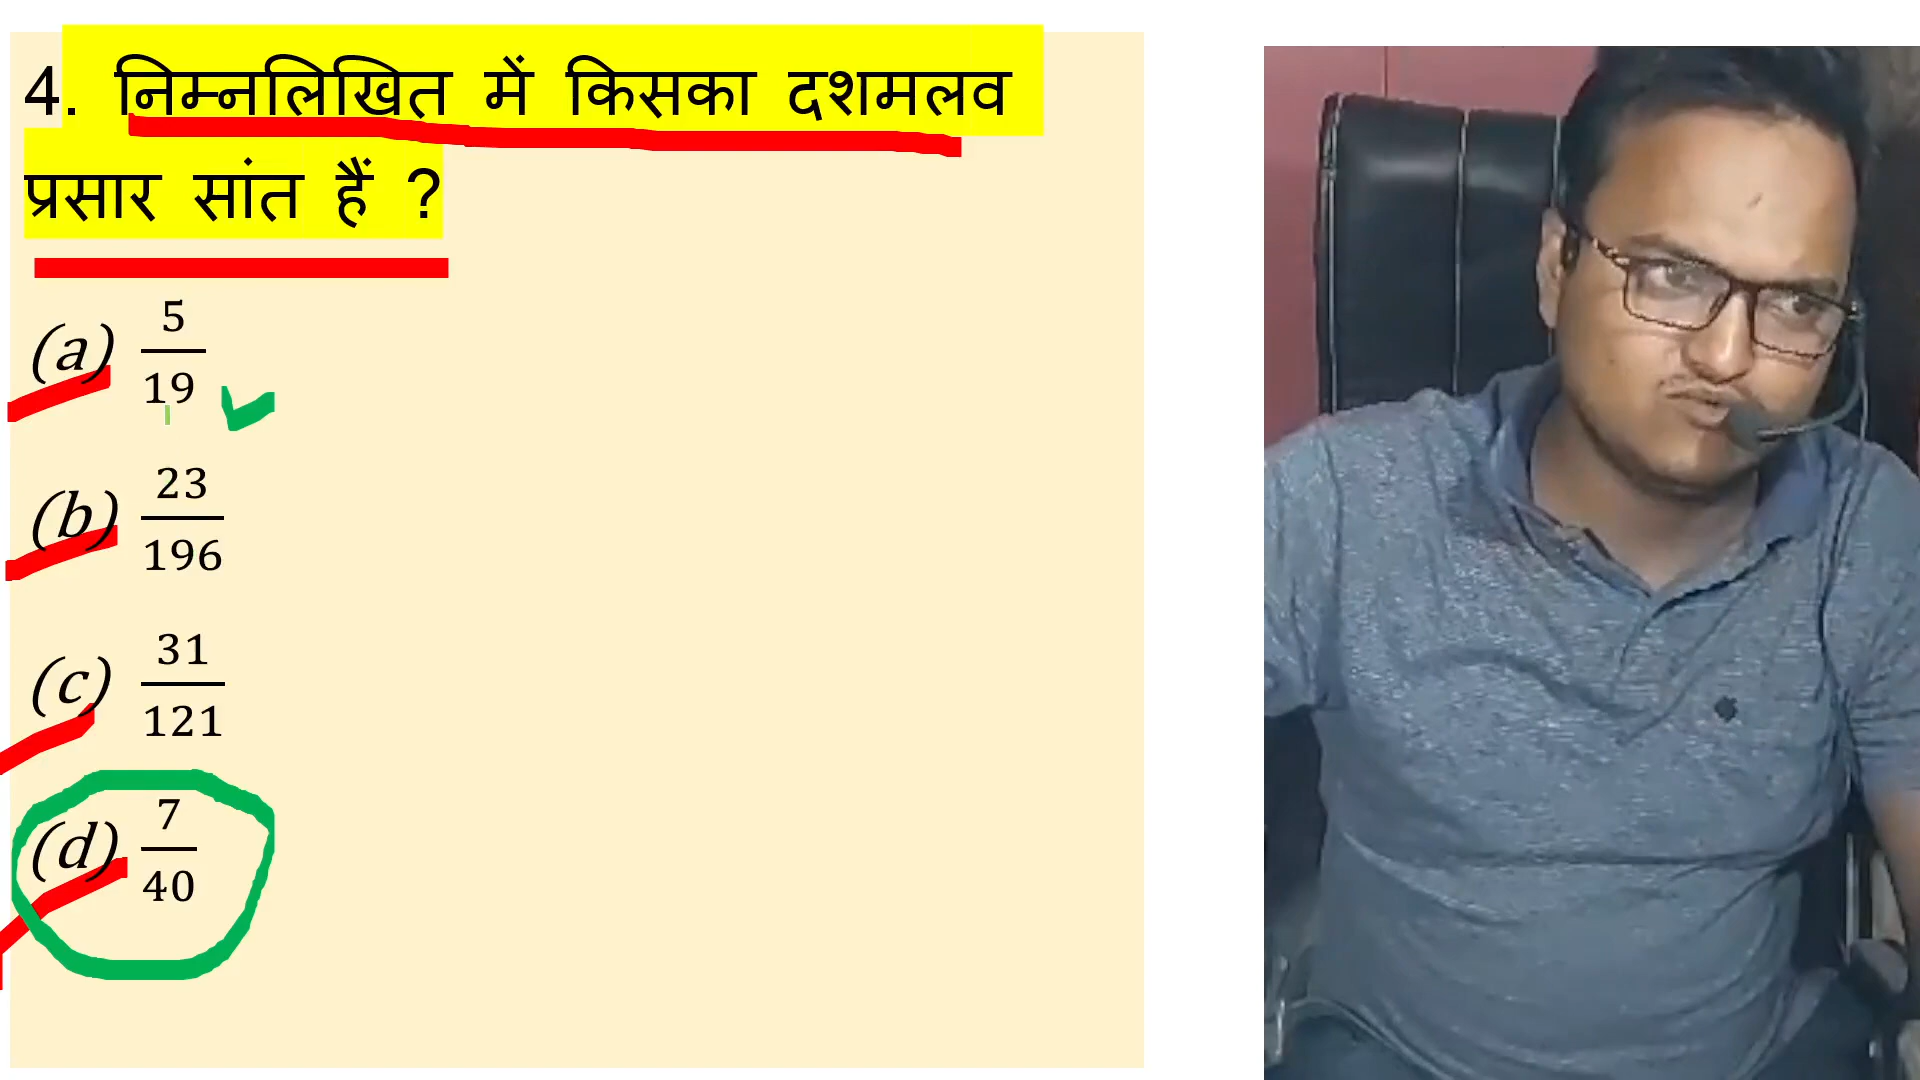 4. निम्नलिखित में किसका दशमलव
प्रसार सांत हैं ?
(a) 5/19
(b) 23/196
(c) 31/121
(d) 7/40